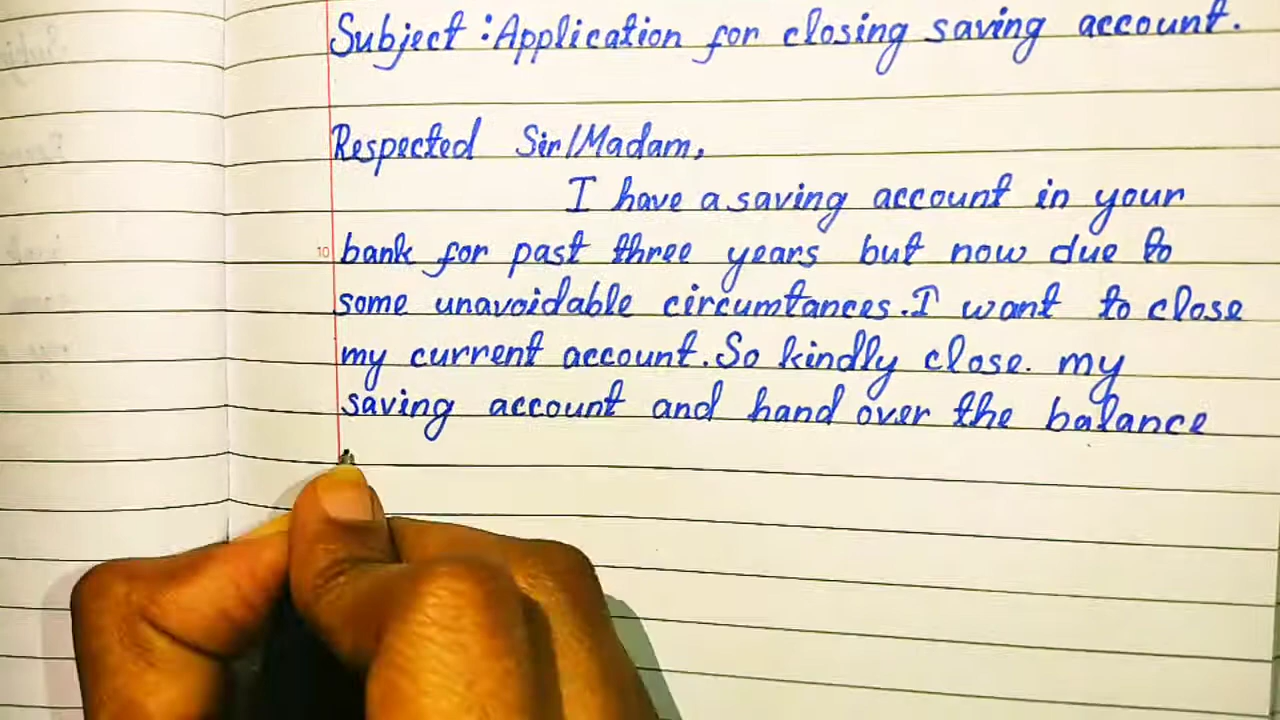 Subject : Application for closing saving account.
Respected Sir/Madam,
I have a saving account in your
10 bank for past three years but now due to
some unavoidable circumtances. I want to close
my current account. So kindly close. my
saving account and hand over the balance